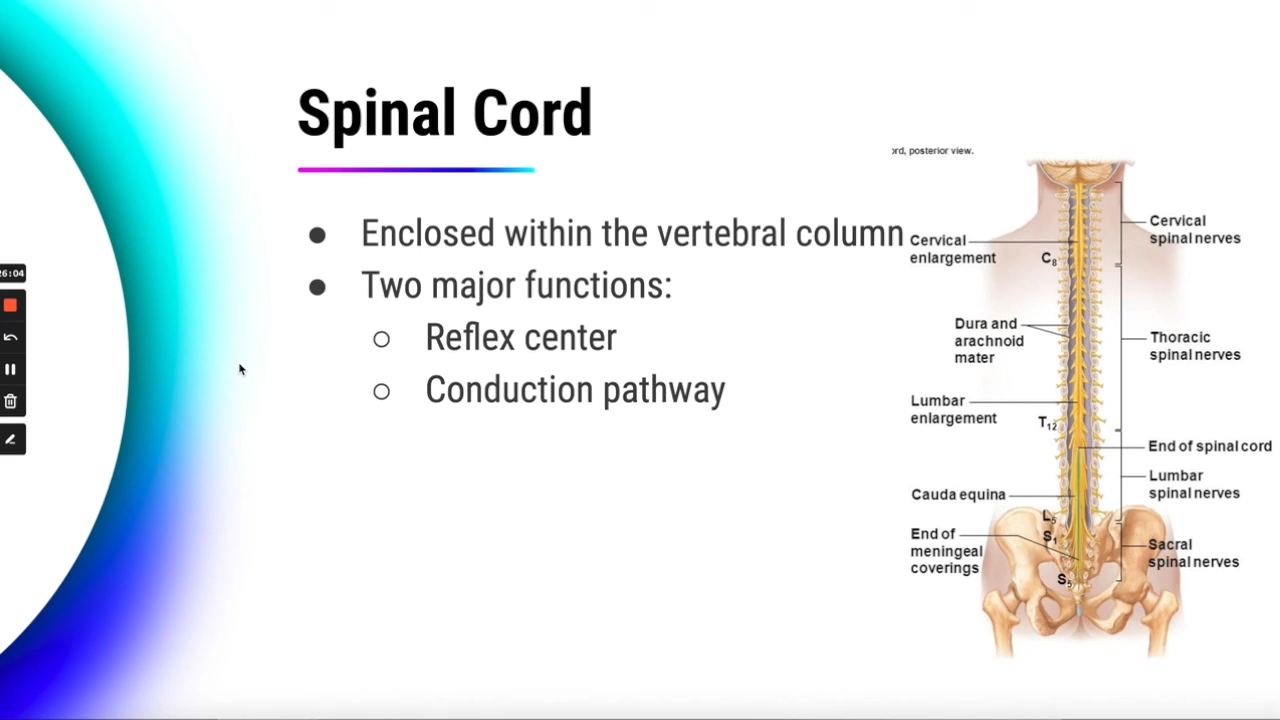 Spinal Cord
● Enclosed within the vertebral column
● Two major functions:
○ Reflex center
○ Conduction pathway
26:04
, posterior view.
Cervical
enlargement
C8
Dura and
arachnoid
mater
Lumbar
enlargement
T12
Cauda equina
L5
End of
meningeal
coverings
S1
S5
Cervical
spinal nerves
Thoracic
spinal nerves
End of spinal cord
Lumbar
spinal nerves
Sacral
spinal nerves